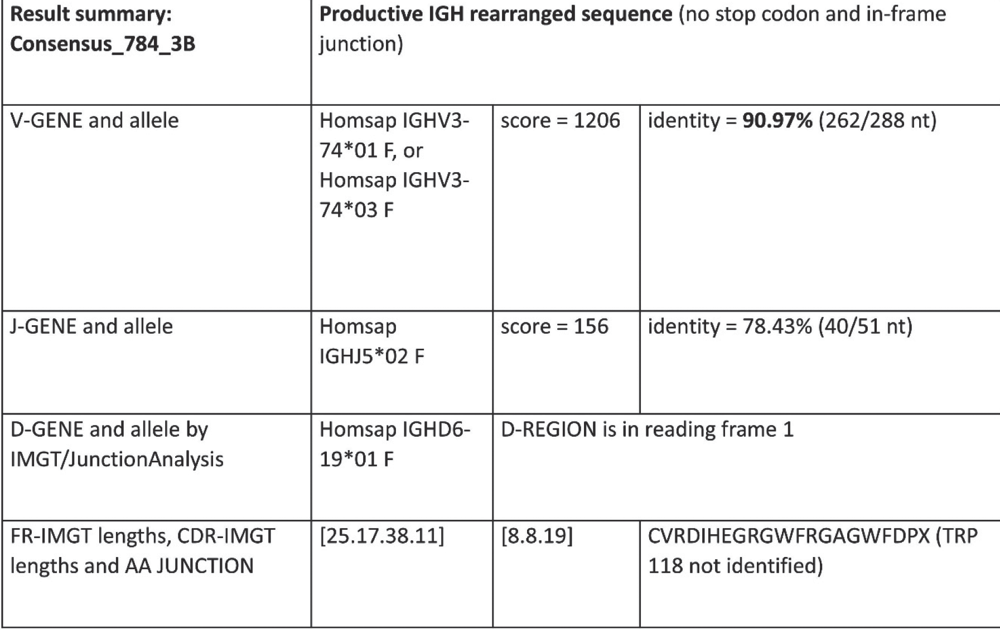 Result summary:
Consensus_784_3B
Productive IGH rearranged sequence (no stop codon and in-frame
junction)
V-GENE and allele
Homsap IGHV3-
74*01 F, or
Homsap IGHV3-
74*03 F
score = 1206
identity = 90.97% (262/288 nt)
J-GENE and allele
Homsap
IGHJ5*02 F
score = 156
identity = 78.43% (40/51 nt)
D-GENE and allele by
IMGT/JunctionAnalysis
Homsap IGHD6-
19*01 F
D-REGION is in reading frame 1
FR-IMGT lengths, CDR-IMGT
lengths and AA JUNCTION
[25.17.38.11]
[8.8.19]
CVRDIHEGRGWFRGAGWFDPX (TRP
118 not identified)